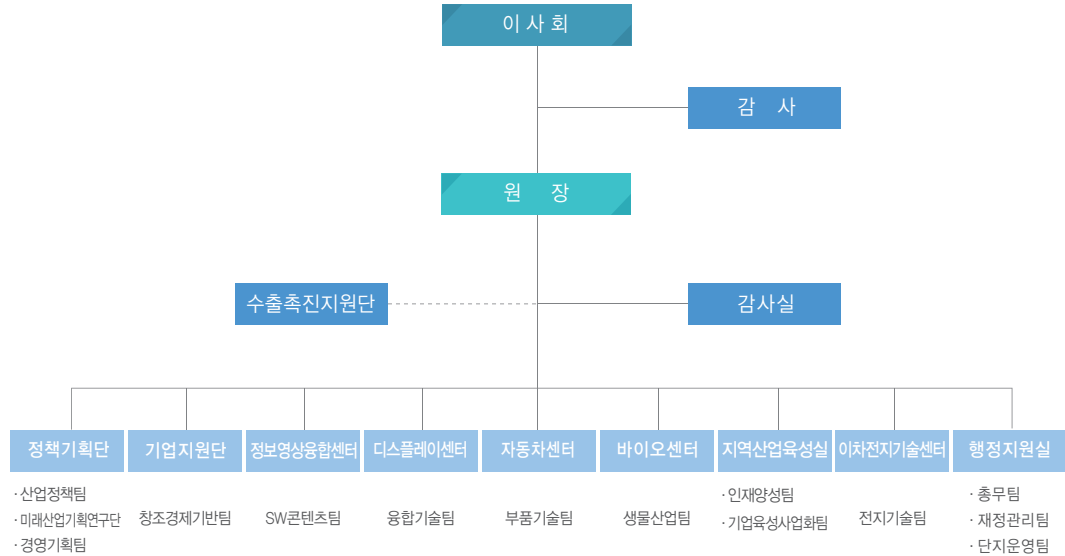 이사회
감 사
원 장
수출촉진지원단
감사실
정책기획단
기업지원단
정보영상융합센터
디스플레이센터
자동차센터
바이오센터
지역산업육성실
이차전지기술센터
행정지원실
· 산업정책팀
· 미래산업기획연구단
· 경영기획팀
창조경제기반팀
SW콘텐츠팀
융합기술팀
부품기술팀
생물산업팀
· 인재양성팀
· 기업육성사업화팀
전지기술팀
· 총무팀
· 재정관리팀
· 단지운영팀